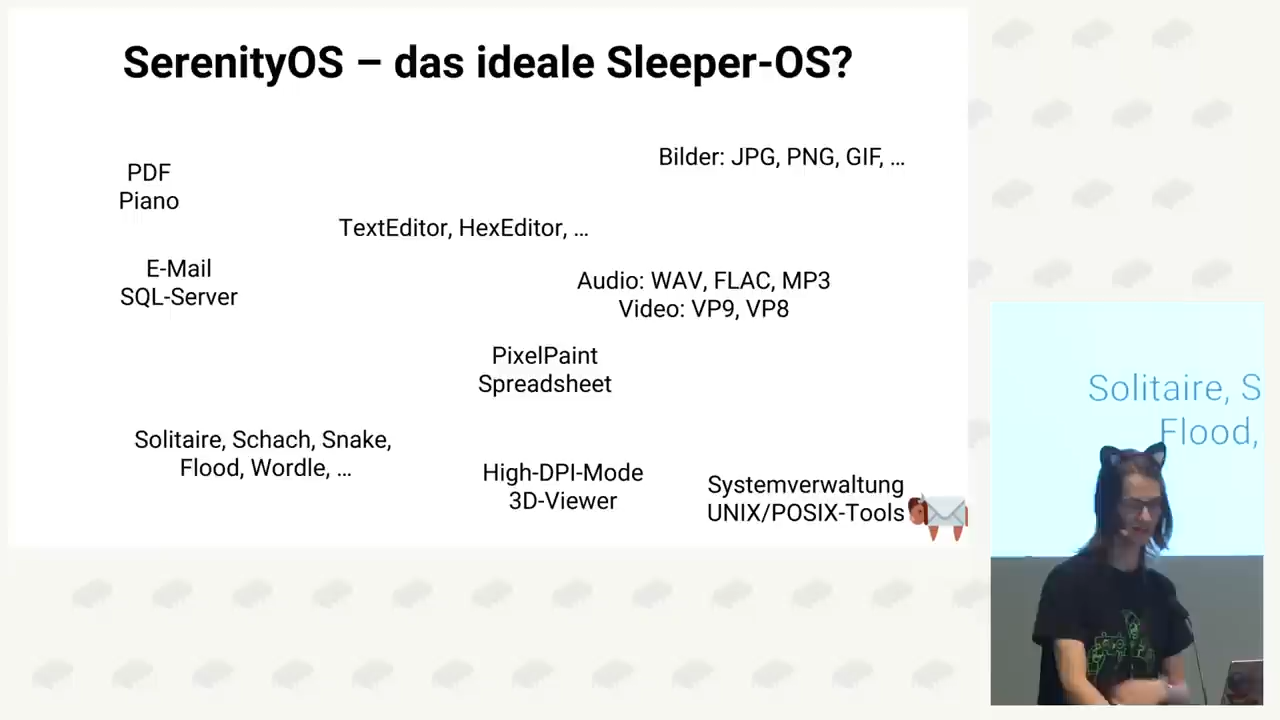 SerenityOS – das ideale Sleeper-OS?
Bilder: JPG, PNG, GIF, ...
PDF
Piano
TextEditor, HexEditor, ...
E-Mail
SQL-Server
Audio: WAV, FLAC, MP3
Video: VP9, VP8
PixelPaint
Spreadsheet
Solitaire, Schach, Snake,
Flood, Wordle, ...
High-DPI-Mode
3D-Viewer
Systemverwaltung
UNIX/POSIX-Tools
Solitaire, S
Flood,